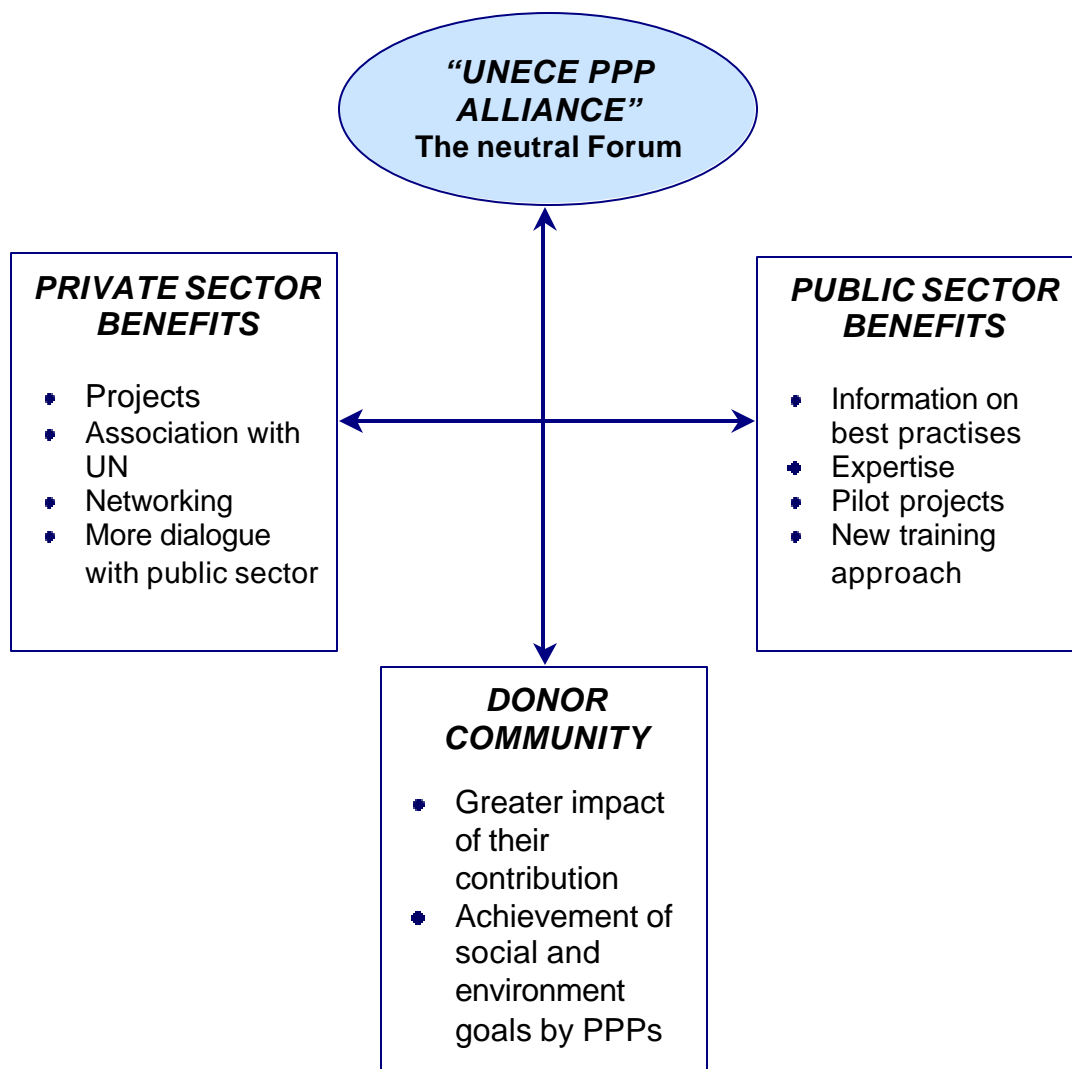 “UNECE PPP
ALLIANCE”
The neutral Forum
PRIVATE SECTOR
BENEFITS
• Projects
• Association with
UN
• Networking
• More dialogue
with public sector
PUBLIC SECTOR
BENEFITS
• Information on
best practises
• Expertise
• Pilot projects
• New training
approach
DONOR
COMMUNITY
• Greater impact
of their
contribution
• Achievement of
social and
environment
goals by PPPs